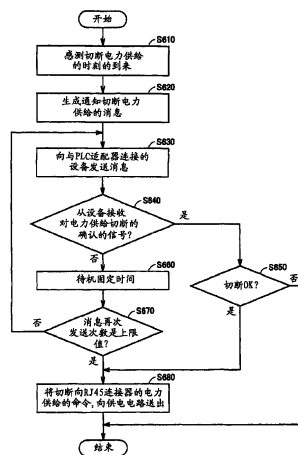 开始
S610
感测切断电力供给
的时刻的到来
S620
生成通知切断电力
供给的消息
S630
向与PLC适配器连接的
设备发送消息
S640
从设备接收
对电力供给切断的
确认的信号?
是
否
S660
待机固定时间
S650
切断OK?
否
是
S670
消息再次
发送次数是上限
值?
否
是
S680
将切断向RJ45连接器的电力
供给的命令,向供电电路送出
结束